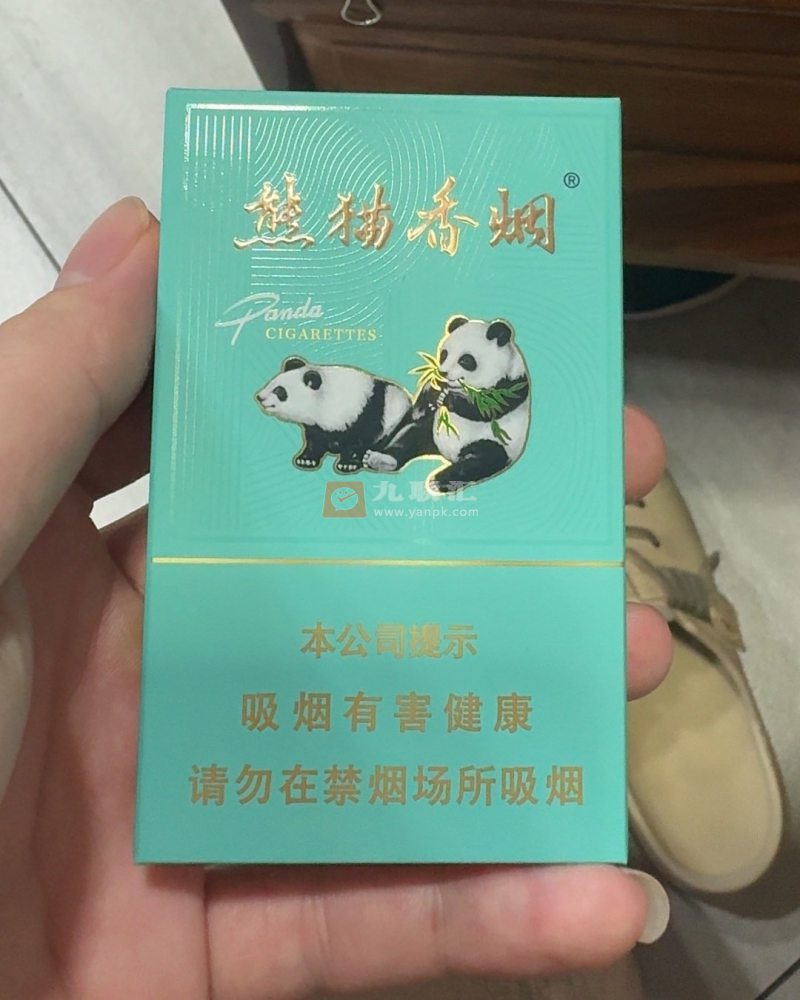 熊猫香烟®
Panda
CIGARETTES
九联汇
www.yanpk.com
本公司提示
吸烟有害健康
请勿在禁烟场所吸烟